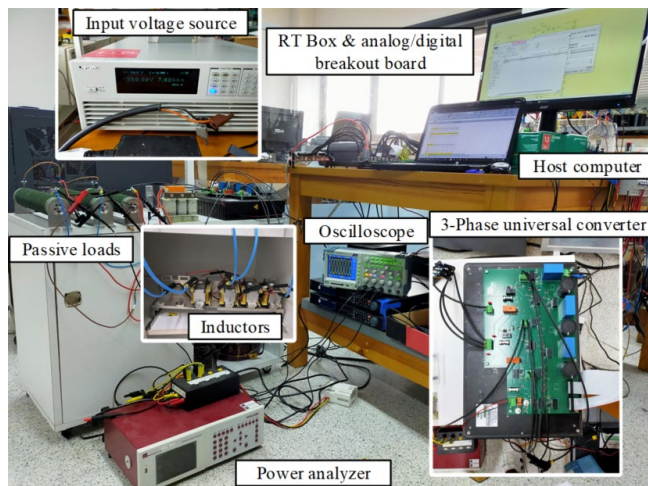 Input voltage source
RT Box & analog/digital
breakout board
Host computer
Passive loads
Oscilloscope
3-Phase universal converter
Inductors
Power analyzer